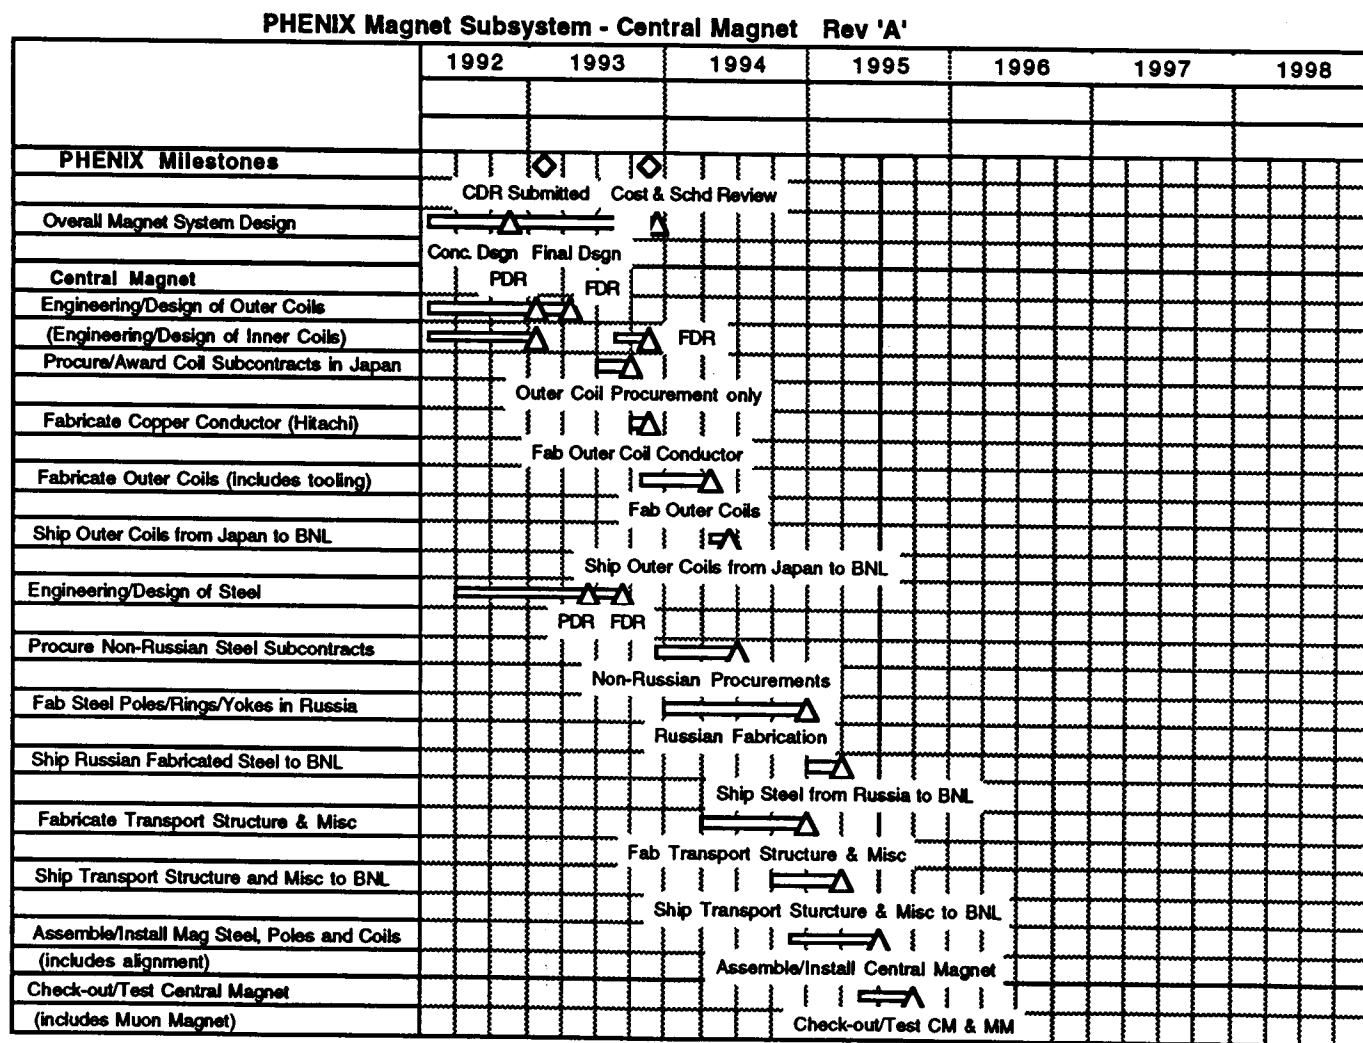 PHENIX Magnet Subsystem - Central Magnet Rev 'A'
1992 1993 1994 1995 1996 1997 1998
PHENIX Milestones
CDR Submitted Cost & Schd Review
Overall Magnet System Design
Conc. Dsgn Final Dsgn
Central Magnet PDR FDR
Engineering/Design of Outer Coils
(Engineering/Design of Inner Coils) FDR
Procure/Award Coil Subcontracts in Japan
Outer Coil Procurement only
Fabricate Copper Conductor (Hitachi)
Fab Outer Coil Conductor
Fabricate Outer Coils (includes tooling)
Fab Outer Coils
Ship Outer Coils from Japan to BNL
Ship Outer Coils from Japan to BNL
Engineering/Design of Steel
PDR FDR
Procure Non-Russian Steel Subcontracts
Non-Russian Procurements
Fab Steel Poles/Rings/Yokes in Russia
Russian Fabrication
Ship Russian Fabricated Steel to BNL
Ship Steel from Russia to BNL
Fabricate Transport Structure & Misc
Fab Transport Structure & Misc
Ship Transport Structure and Misc to BNL
Ship Transport Sturcture & Misc to BNL
Assemble/Install Mag Steel, Poles and Coils
(includes alignment)
Assemble/Install Central Magnet
Check-out/Test Central Magnet
(includes Muon Magnet)
Check-out/Test CM & MM